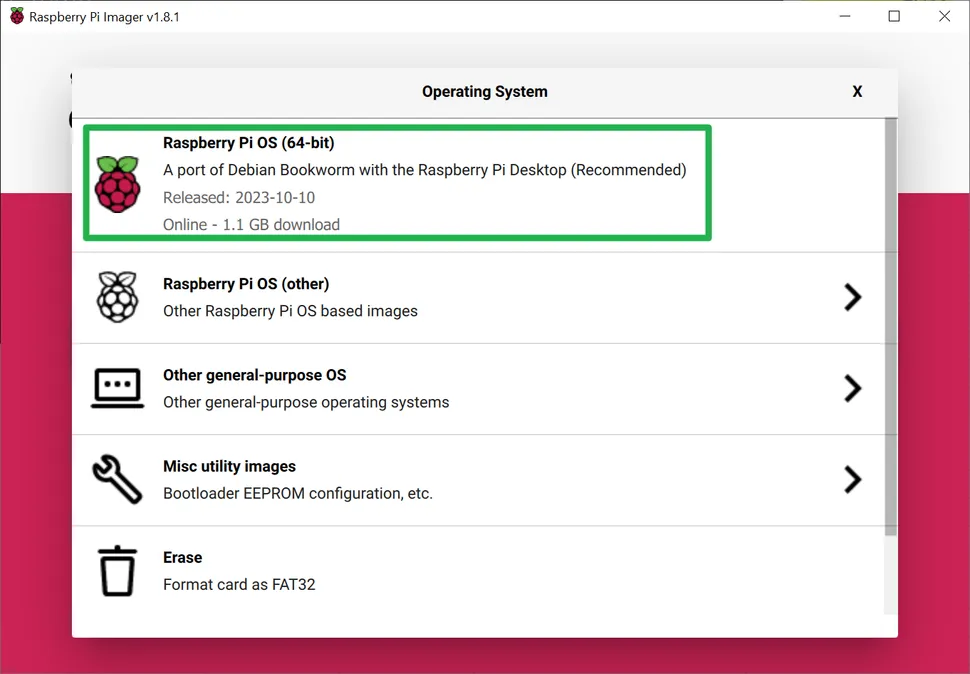 Raspberry Pi Imager v1.8.1
Operating System
X
Raspberry Pi OS (64-bit)
A port of Debian Bookworm with the Raspberry Pi Desktop (Recommended)
Released: 2023-10-10
Online - 1.1 GB download
Raspberry Pi OS (other)
Other Raspberry Pi OS based images
Other general-purpose OS
Other general-purpose operating systems
Misc utility images
Bootloader EEPROM configuration, etc.
Erase
Format card as FAT32